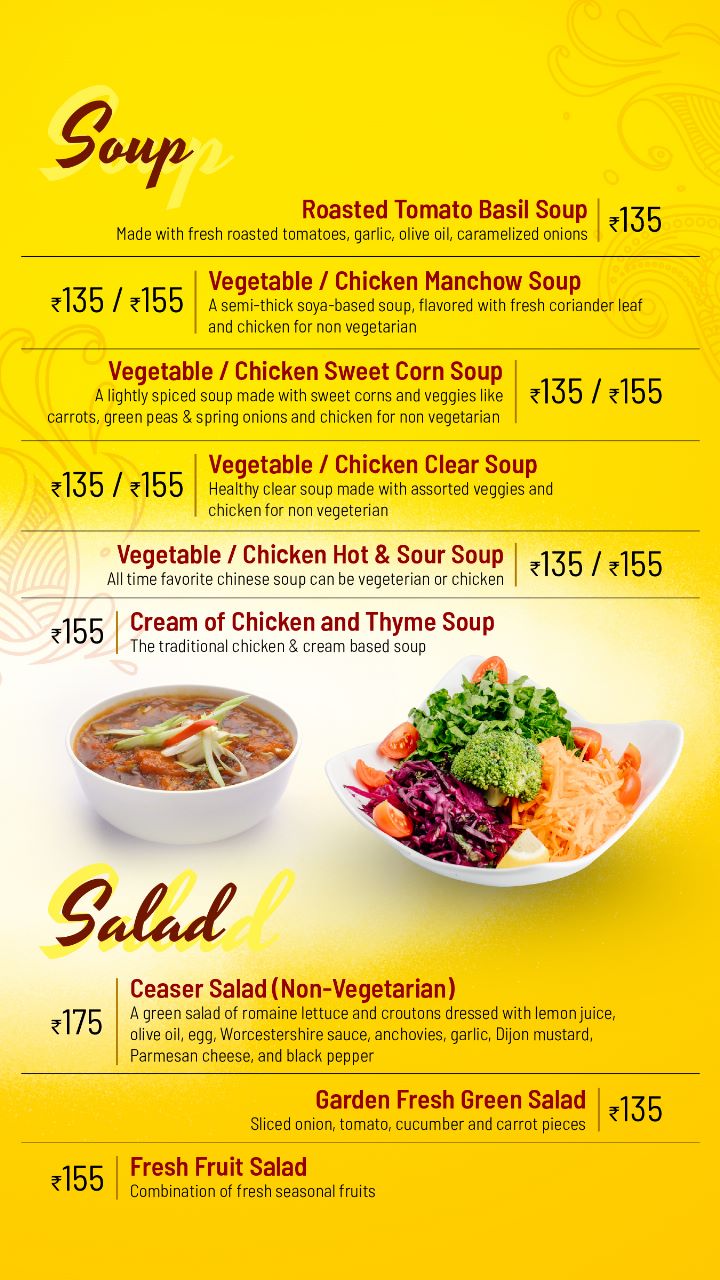 Soup
Roasted Tomato Basil Soup
Made with fresh roasted tomatoes, garlic, olive oil, caramelized onions
₹135
Vegetable / Chicken Manchow Soup
₹135 / ₹155
A semi-thick soya-based soup, flavored with fresh coriander leaf
and chicken for non vegetarian
Vegetable / Chicken Sweet Corn Soup
A lightly spiced soup made with sweet corns and veggies like
carrots, green peas & spring onions and chicken for non vegetarian
₹135 / ₹155
Vegetable / Chicken Clear Soup
₹135 / ₹155
Healthy clear soup made with assorted veggies and
chicken for non vegeterian
Vegetable / Chicken Hot & Sour Soup
All time favorite chinese soup can be vegeterian or chicken
₹135 / ₹155
₹155
Cream of Chicken and Thyme Soup
The traditional chicken & cream based soup
Salad
Ceaser Salad (Non-Vegetarian)
₹175
A green salad of romaine lettuce and croutons dressed with lemon juice,
olive oil, egg, Worcestershire sauce, anchovies, garlic, Dijon mustard,
Parmesan cheese, and black pepper
Garden Fresh Green Salad
Sliced onion, tomato, cucumber and carrot pieces
₹135
₹155
Fresh Fruit Salad
Combination of fresh seasonal fruits